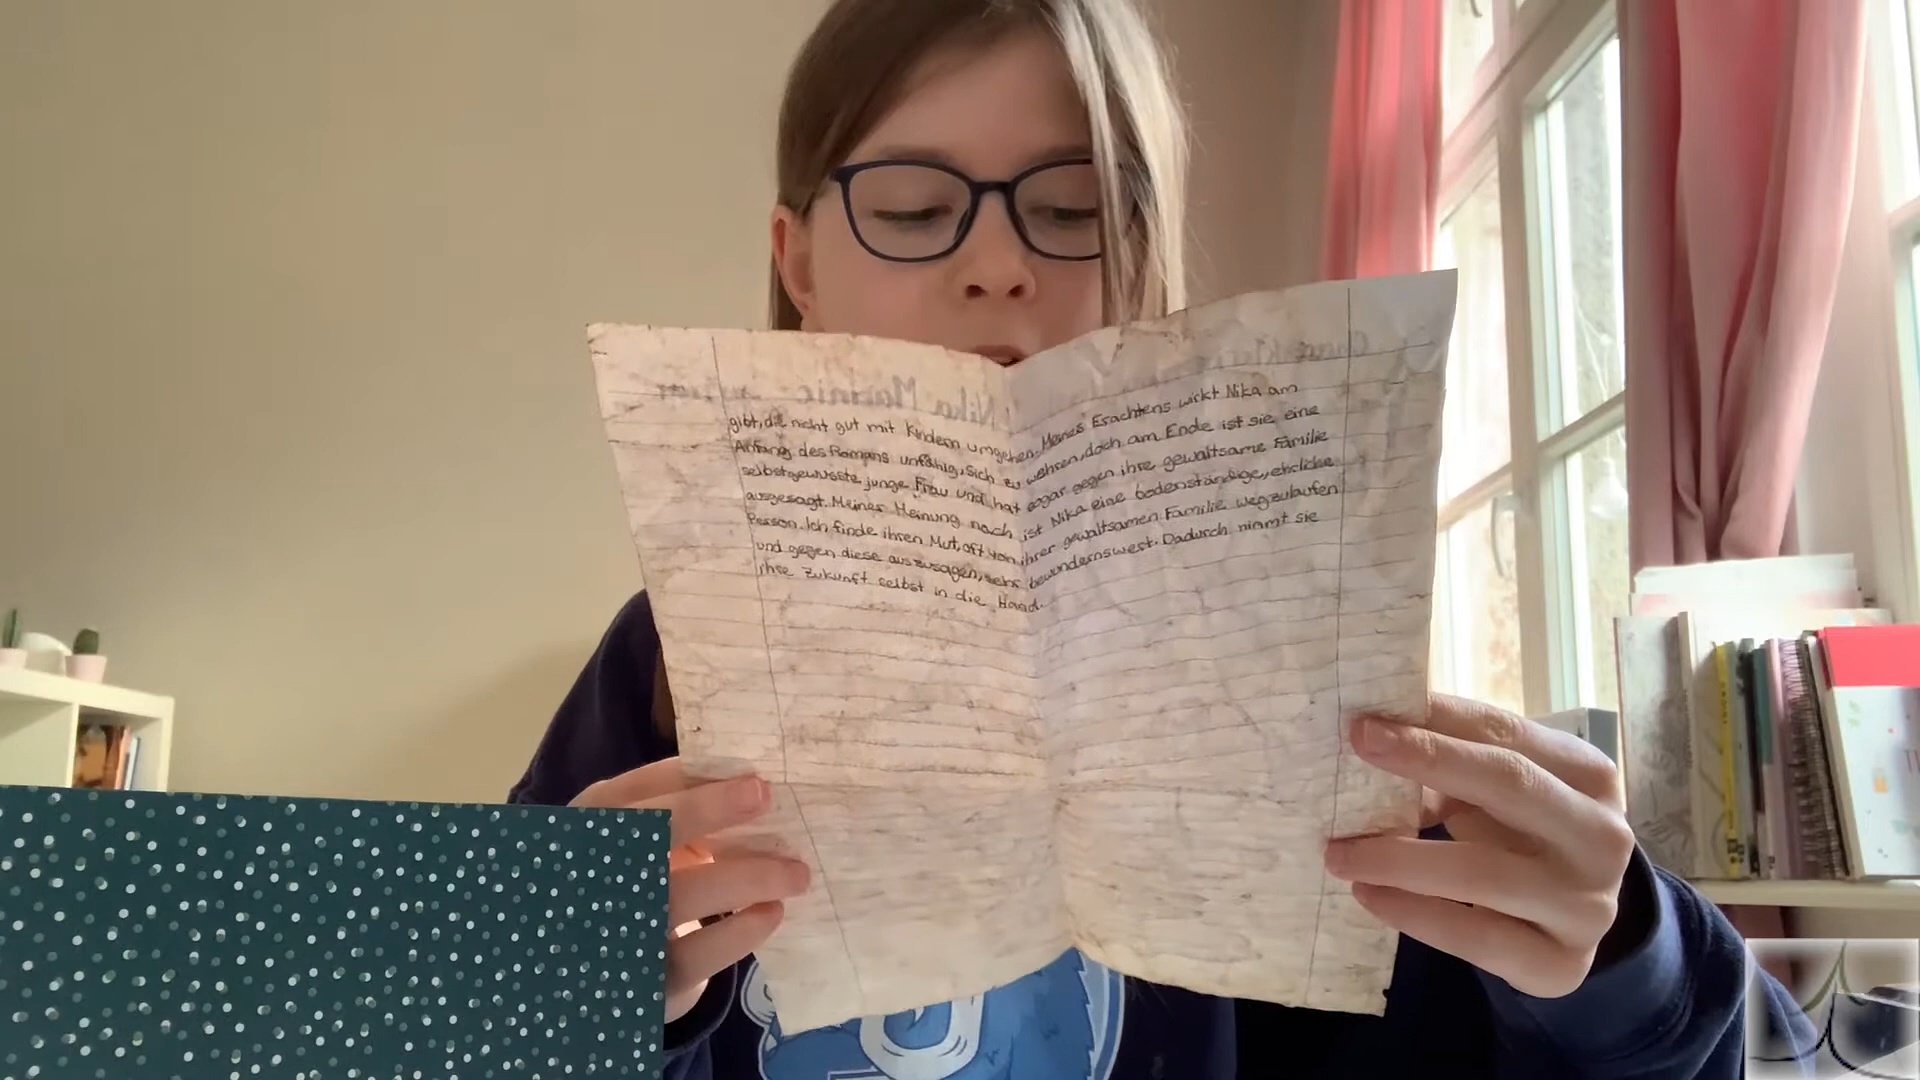 gibt, die nicht gut mit Kindern umgehen. Meines Erachtens wirkt Nika am
Anfang des Romans unfähig, sich zu wehren, doch am Ende ist sie eine
selbstgewusste junge Frau und hat sogar gegen ihre gewaltsame Familie
ausgesagt. Meiner Meinung nach ist Nika eine bodenständige, ehrliche
Person. Ich finde ihren Mut, oft von ihrer gewaltsamen Familie wegzulaufen
und gegen diese auszusagen, sehr bewundernswert. Dadurch nimmt sie
ihre Zukunft selbst in die Hand.